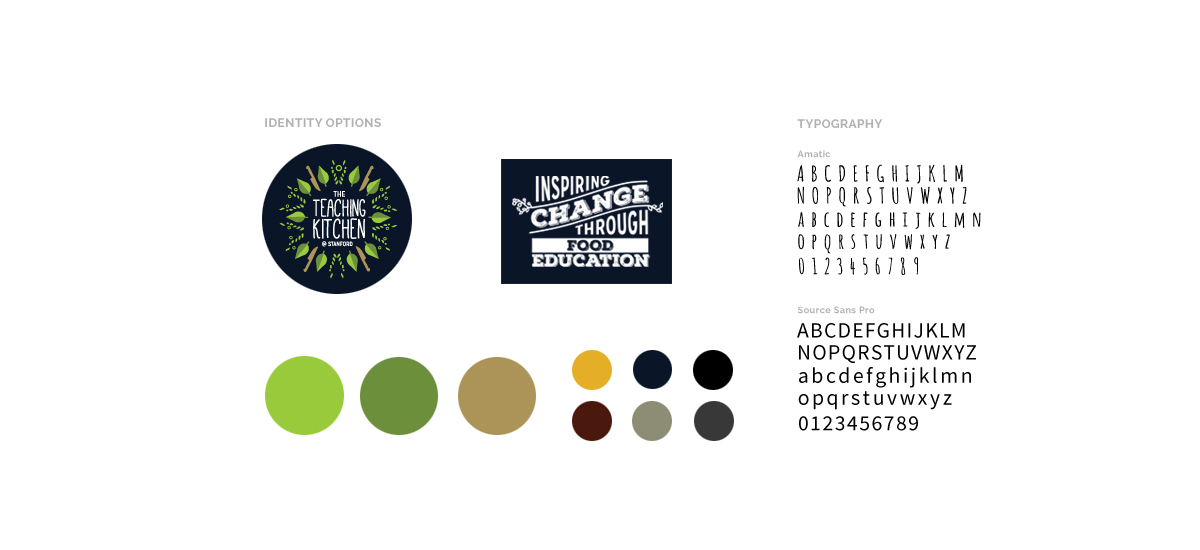 IDENTITY OPTIONS
THE
TEACHING
KITCHEN
@ STANFORD
INSPIRING
CHANGE
THROUGH
FOOD
EDUCATION
TYPOGRAPHY
Amatic
A B C D E F G H I J K L M
N O P Q R S T U V W X Y Z
A B C D E F G H I J K L M N
O P Q R S T U V W X Y Z
0 1 2 3 4 5 6 7 8 9
Source Sans Pro
ABCDEFGHIJKLM
NOPQRSTUVWXYZ
abcdefghijklmn
opqrstuvwxyz
0123456789